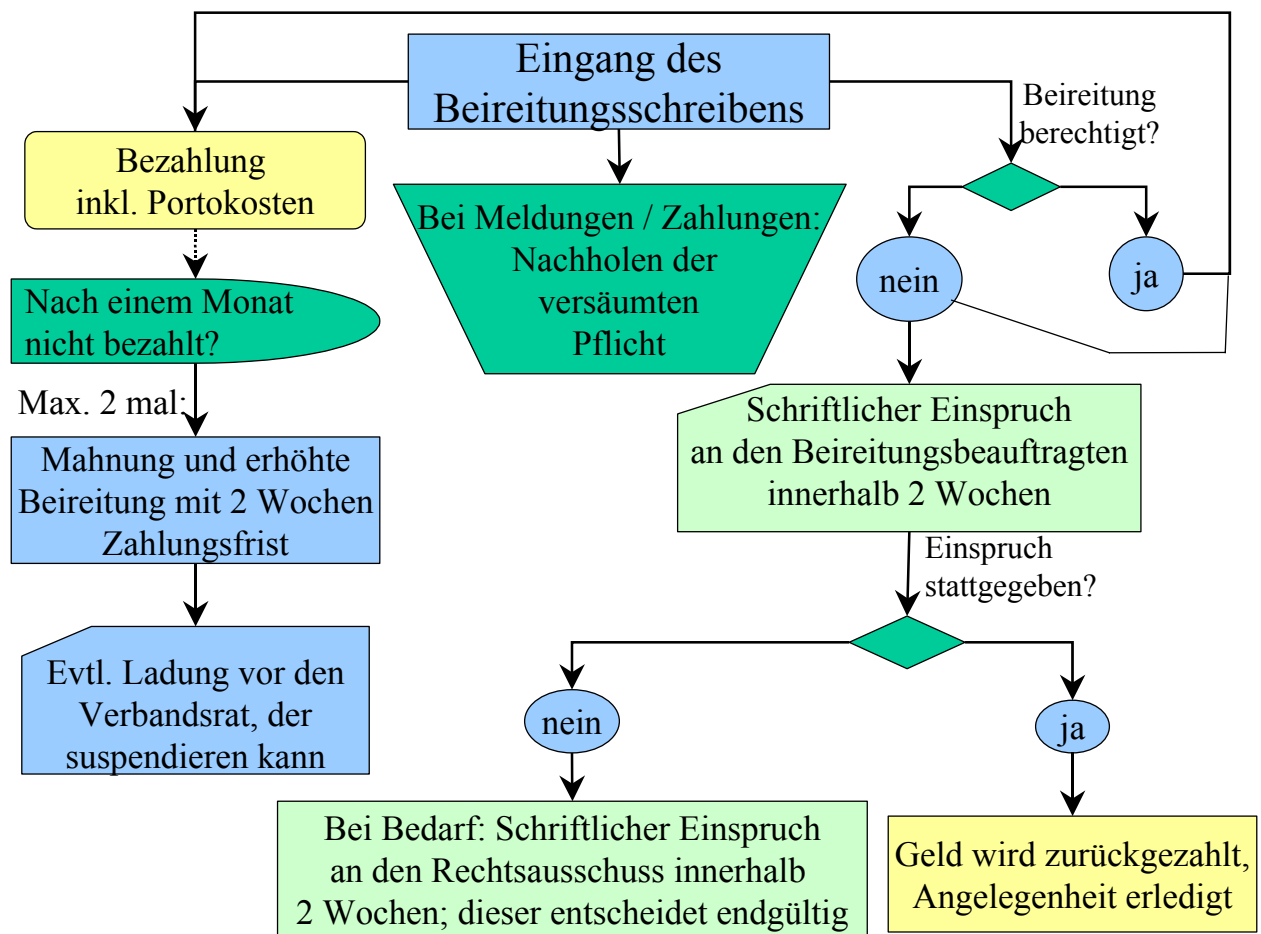 Eingang des
Beireitungsschreibens
Beireitung
berechtigt?
Bezahlung
inkl. Portokosten
Bei Meldungen / Zahlungen:
Nachholen der
versäumten
Pflicht
nein
ja
Nach einem Monat
nicht bezahlt?
Max. 2 mal:
Mahnung und erhöhte
Beireitung mit 2 Wochen
Zahlungsfrist
Schriftlicher Einspruch
an den Beireitungsbeauftragten
innerhalb 2 Wochen
Einspruch
stattgegeben?
Evtl. Ladung vor den
Verbandsrat, der
suspendieren kann
nein
ja
Bei Bedarf: Schriftlicher Einspruch
an den Rechtsausschuss innerhalb
2 Wochen; dieser entscheidet endgültig
Geld wird zurückgezahlt,
Angelegenheit erledigt